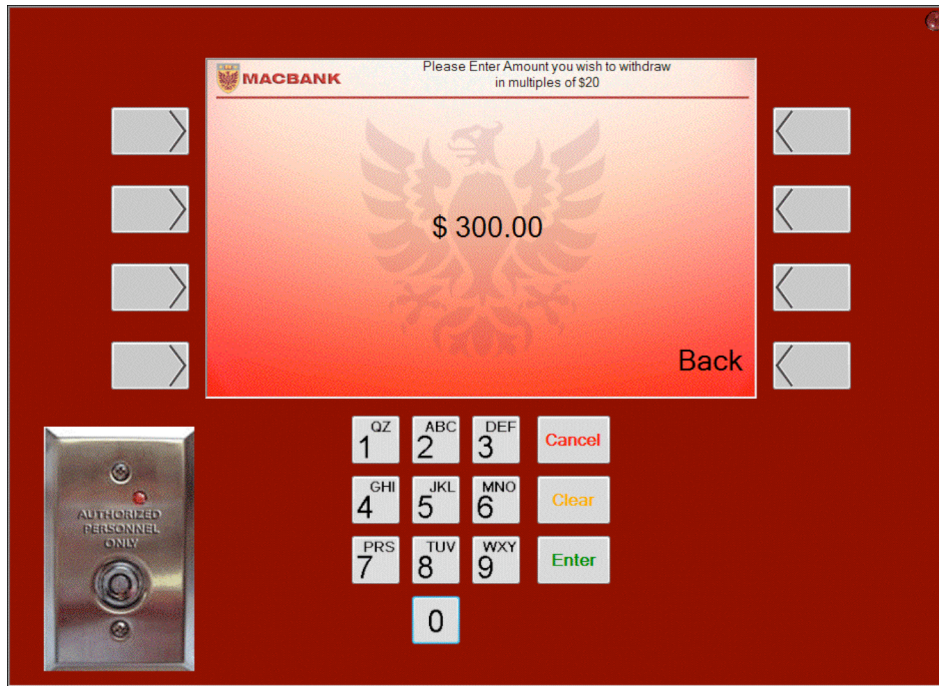 MACBANK
Please Enter Amount you wish to withdraw
in multiples of $20
$ 300.00
Back
QZ
1
ABC
2
DEF
3
Cancel
GHI
4
JKL
5
MNO
6
Clear
PRS
7
TUV
8
WXY
9
Enter
0
AUTHORIZED
PERSONNEL
ONLY